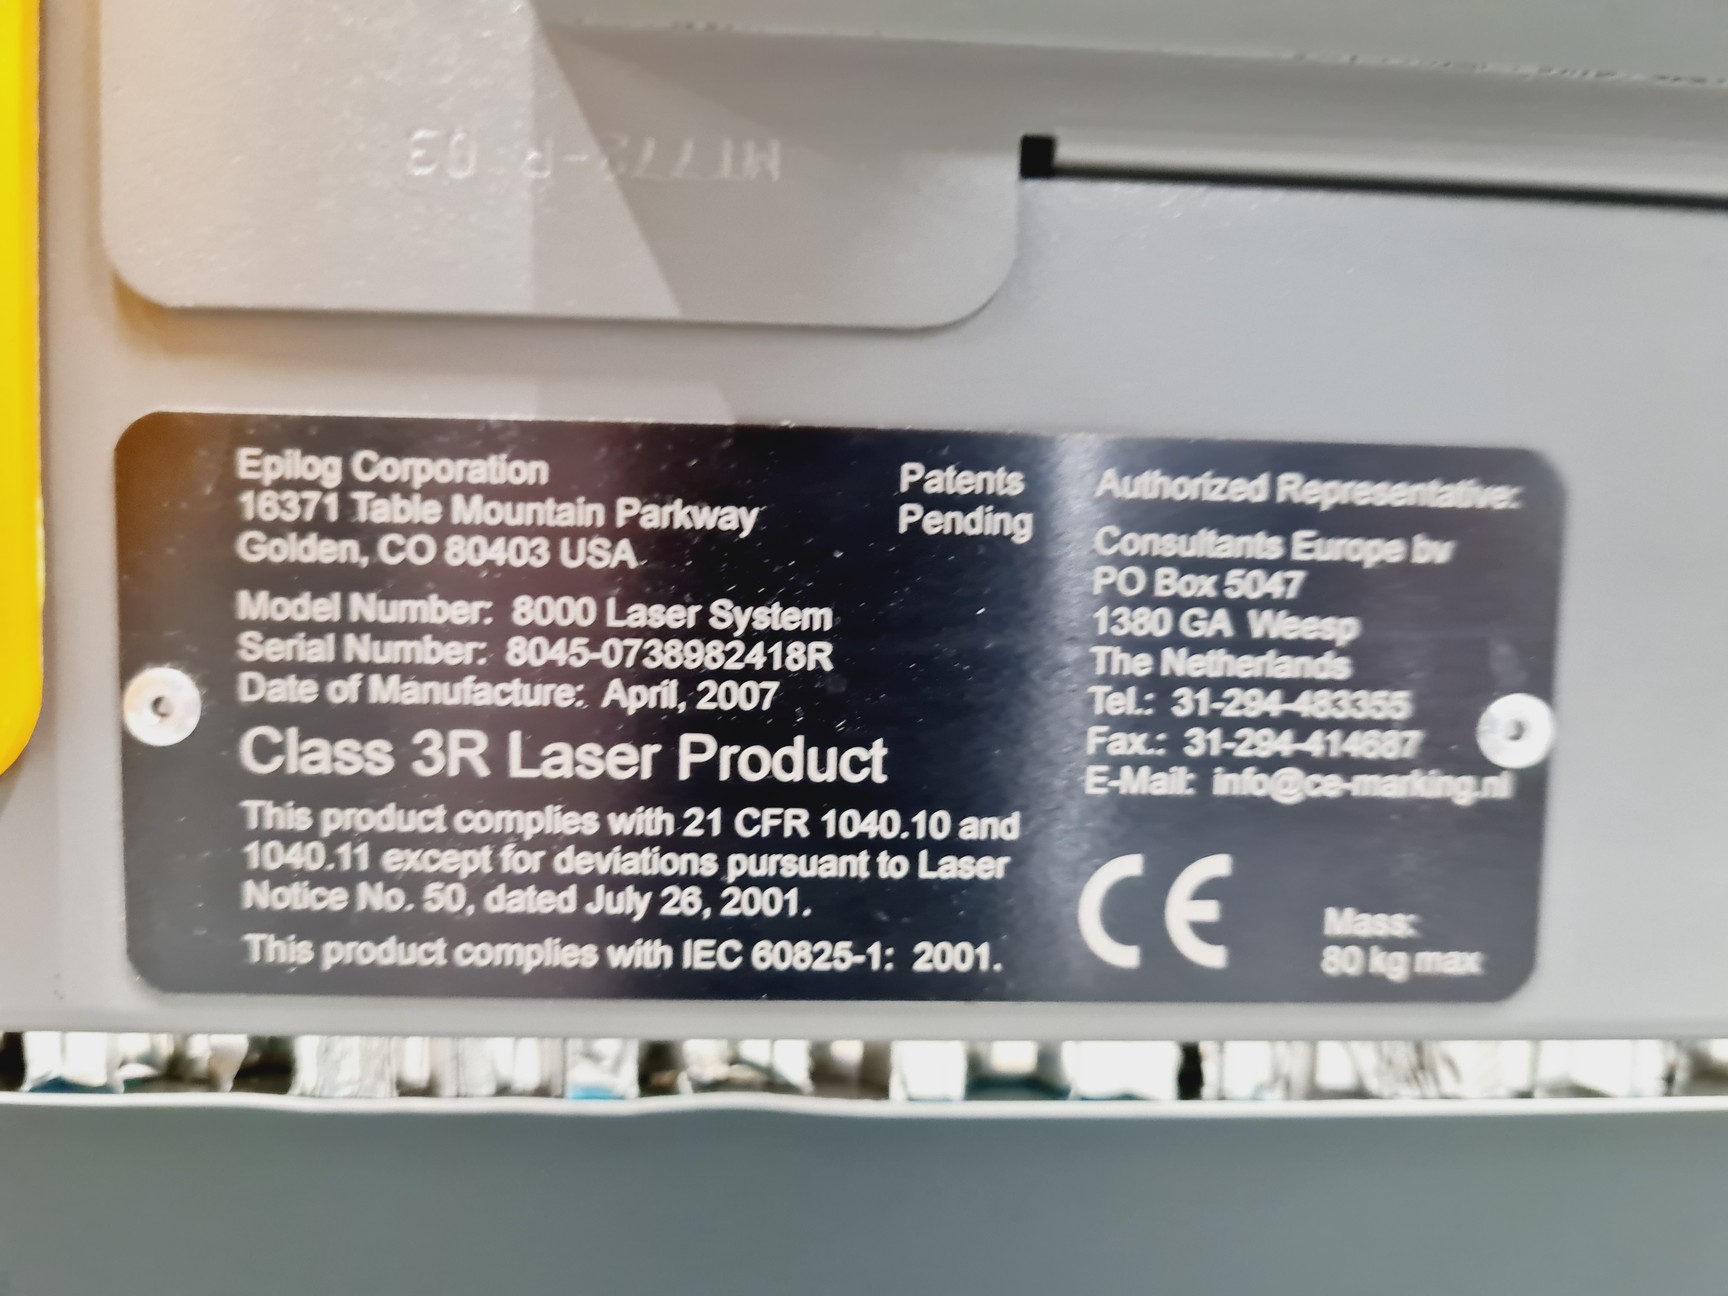 Epilog Corporation
16371 Table Mountain Parkway
Golden, CO 80403 USA
Model Number: 8000 Laser System
Serial Number: 8045-0738982418R
Date of Manufacture: April, 2007
Class 3R Laser Product
This product complies with 21 CFR 1040.10 and
1040.11 except for deviations pursuant to Laser
Notice No. 50, dated July 26, 2001.
This product complies with IEC 60825-1: 2001.
Patents
Pending
Authorized Representative:
Consultants Europe bv
PO Box 5047
1380 GA Weesp
The Netherlands
Tel.: 31-294-483355
Fax.: 31-294-414687
E-Mail: info@ce-marking.nl
CE
Mass:
80 kg max